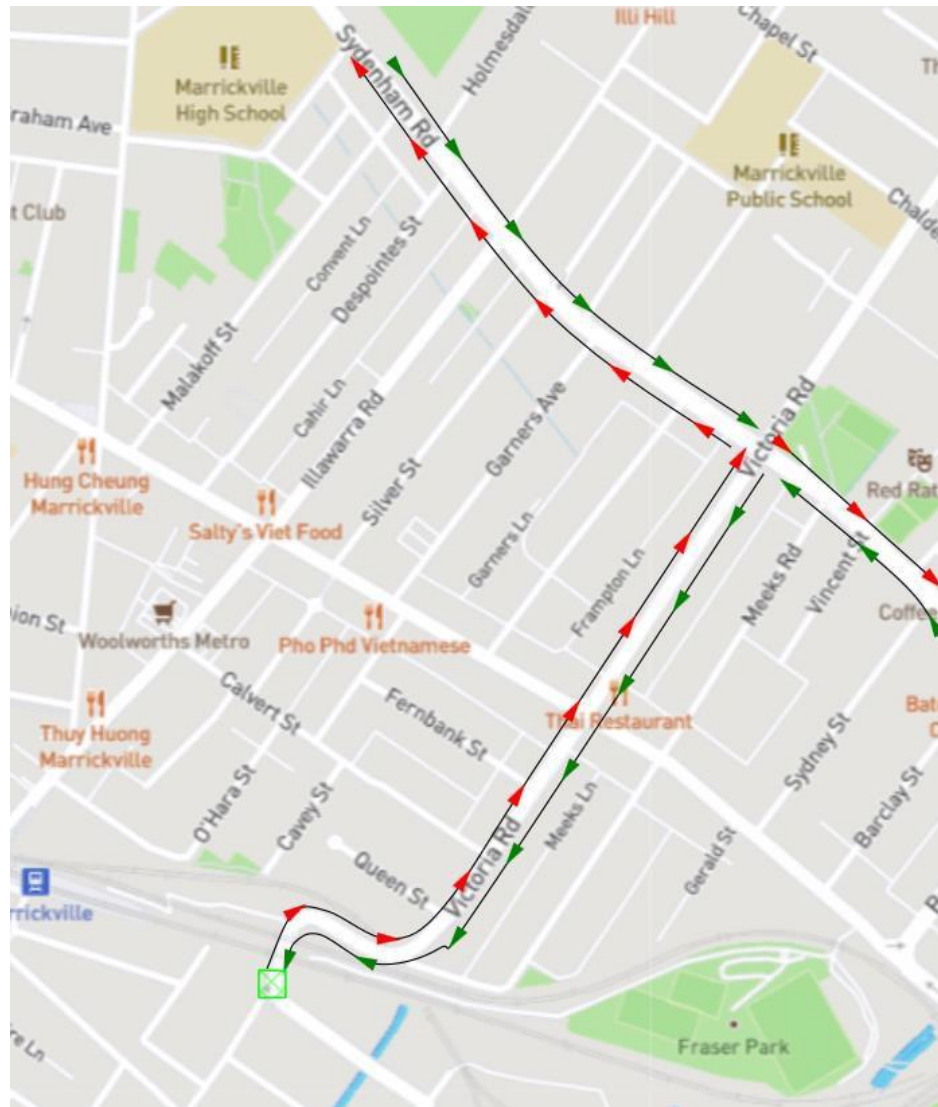 Illi Hill
Chapel St
Th
Sydenham Rd
Holmesdal
Marrickville
High School
raham Ave
Marrickville
Public School
t Club
Chalde
Convent Ln
Despointes St
Malakoff St
Cahir Ln
Illawarra Rd
Garners Ave
Victoria Rd
Hung Cheung
Marrickville
Silver St
Red Rat
Salty's Viet Food
Garners Ln
Frampton Ln
Meeks Rd
Vincent St
nion St
Woolworths Metro
Pho Phd Vietnamese
Coffee
Calvert St
Fernbank St
Thai Restaurant
Bat
C
Thuy Huong
Marrickville
Sydney St
O'Hara St
Cavey St
Meeks Ln
Barclay St
Victoria Rd
Gerald St
Queen St
rrickville
Fraser Park
re Ln